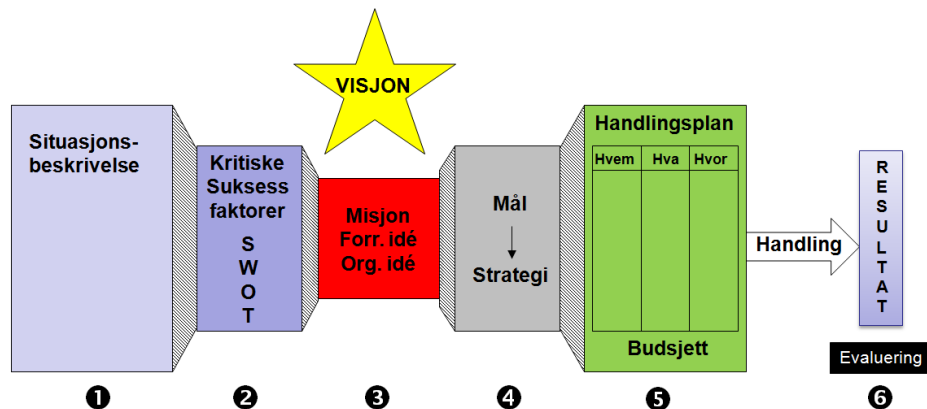 VISJON
Situasjons-
beskrivelse
Kritiske
Suksess
faktorer
S
W
O
T
Misjon
Forr. idé
Org. idé
Mål
Strategi
Handlingsplan
Hvem Hva Hvor
Budsjett
Handling
R
E
S
U
L
T
A
T
Evaluering
1 2 3 4 5 6